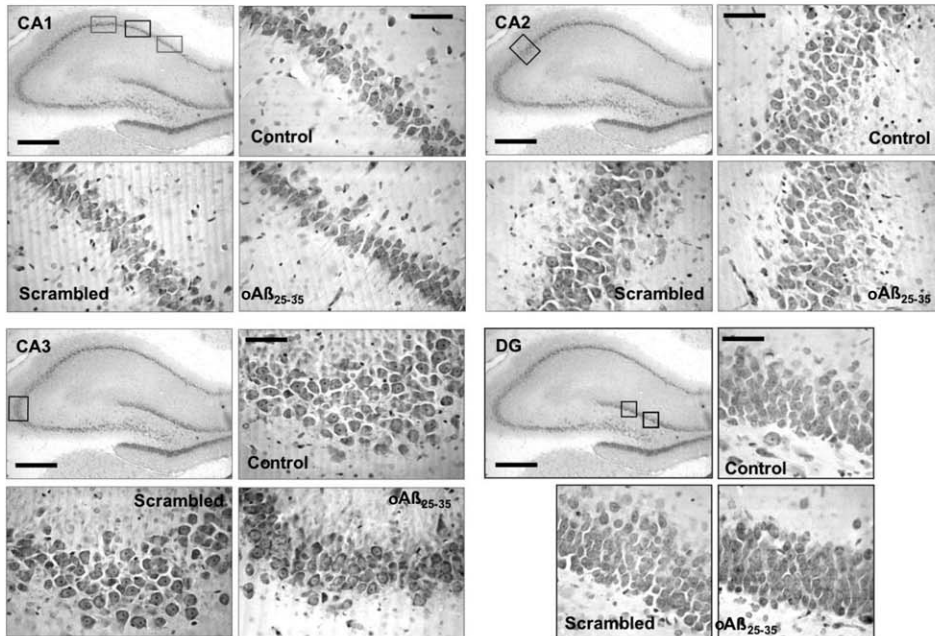 CA1
Control
Scrambled
oAß25-35
CA2
Control
Scrambled
oAß25-35
CA3
Control
Scrambled
oAß25-35
DG
Control
Scrambled
oAß25-35